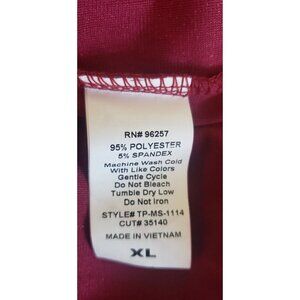 RN# 96257
95% POLYESTER
5% SPANDEX
Machine Wash Cold
With Like Colors
Gentle Cycle
Do Not Bleach
Tumble Dry Low
Do Not Iron
STYLE# TP-MS-1114
CUT# 35140
MADE IN VIETNAM
XL